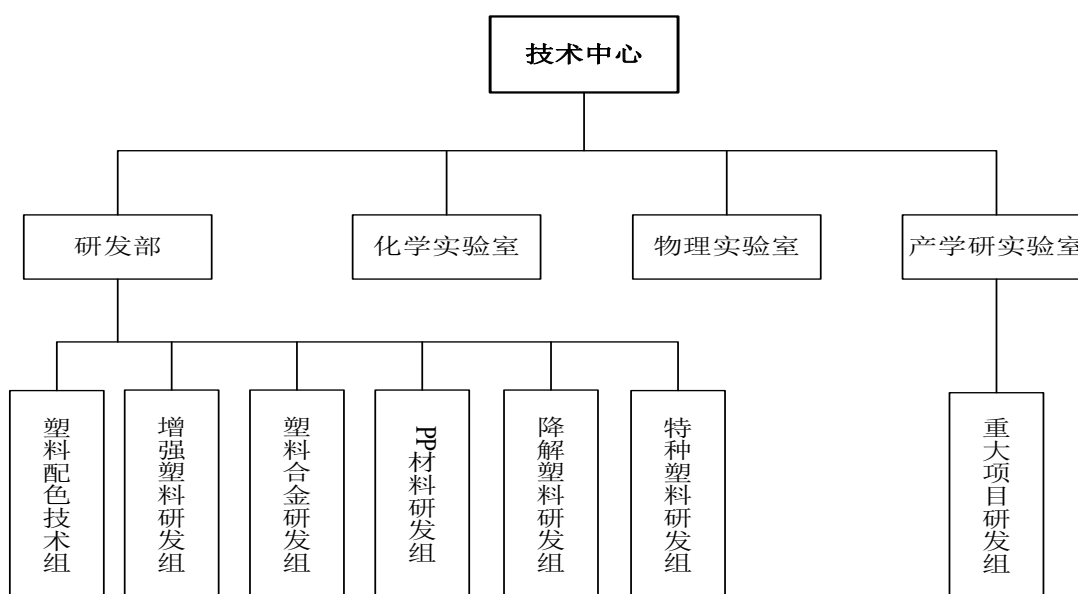 技术中心
研发部
化学实验室
物理实验室
产学研实验室
塑料配色技术组
增强塑料研发组
塑料合金研发组
PP材料研发组
降解塑料研发组
特种塑料研发组
重大项目研发组